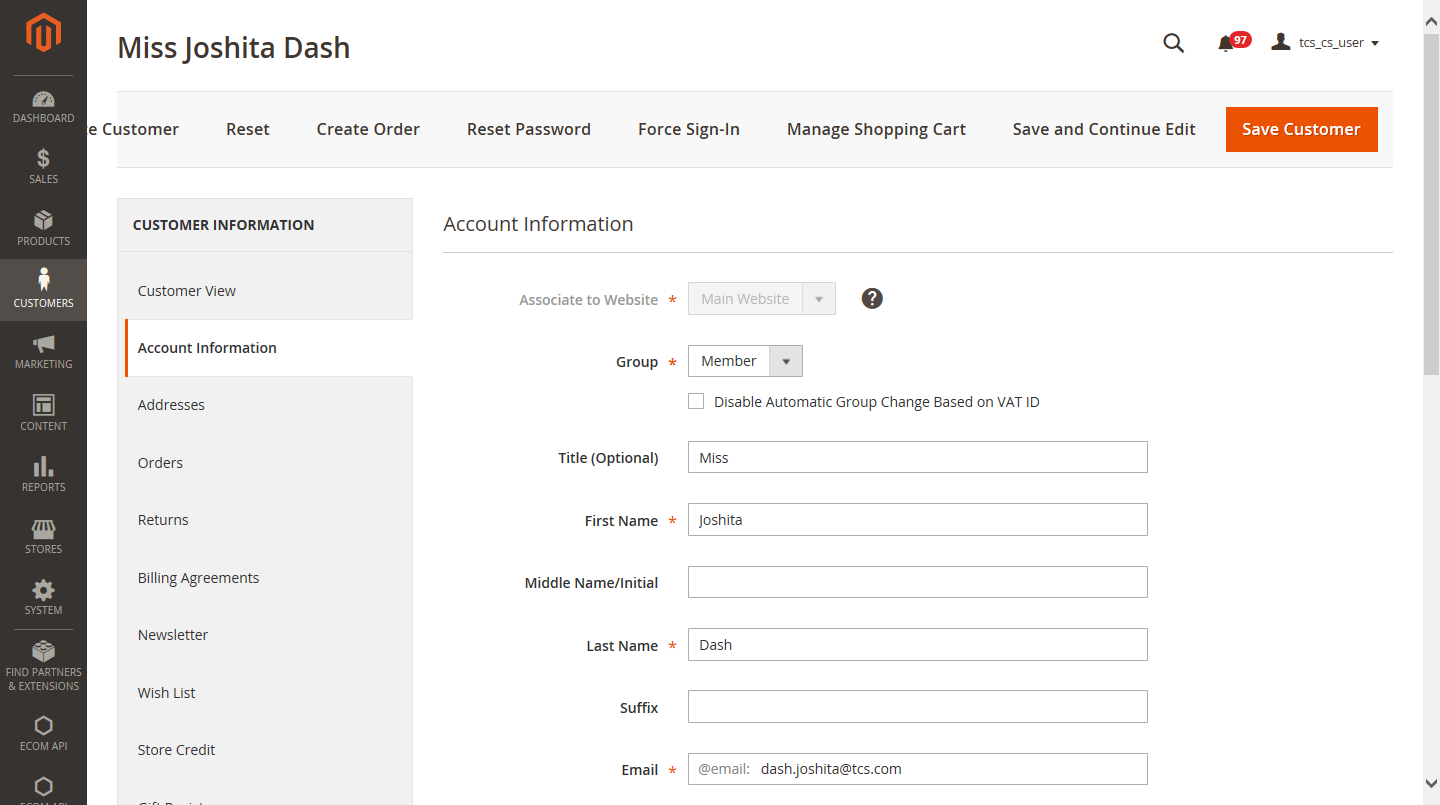 Miss Joshita Dash
97
tcs_cs_user
e Customer
Reset
Create Order
Reset Password
Force Sign-In
Manage Shopping Cart
Save and Continue Edit
Save Customer
DASHBOARD
SALES
PRODUCTS
CUSTOMERS
MARKETING
CONTENT
REPORTS
STORES
SYSTEM
FIND PARTNERS
& EXTENSIONS
ECOM API
CUSTOMER INFORMATION
Customer View
Account Information
Addresses
Orders
Returns
Billing Agreements
Newsletter
Wish List
Store Credit
Account Information
Associate to Website * Main Website ?
Group * Member
Disable Automatic Group Change Based on VAT ID
Title (Optional) Miss
First Name * Joshita
Middle Name/Initial
Last Name * Dash
Suffix
Email * @email: dash.joshita@tcs.com